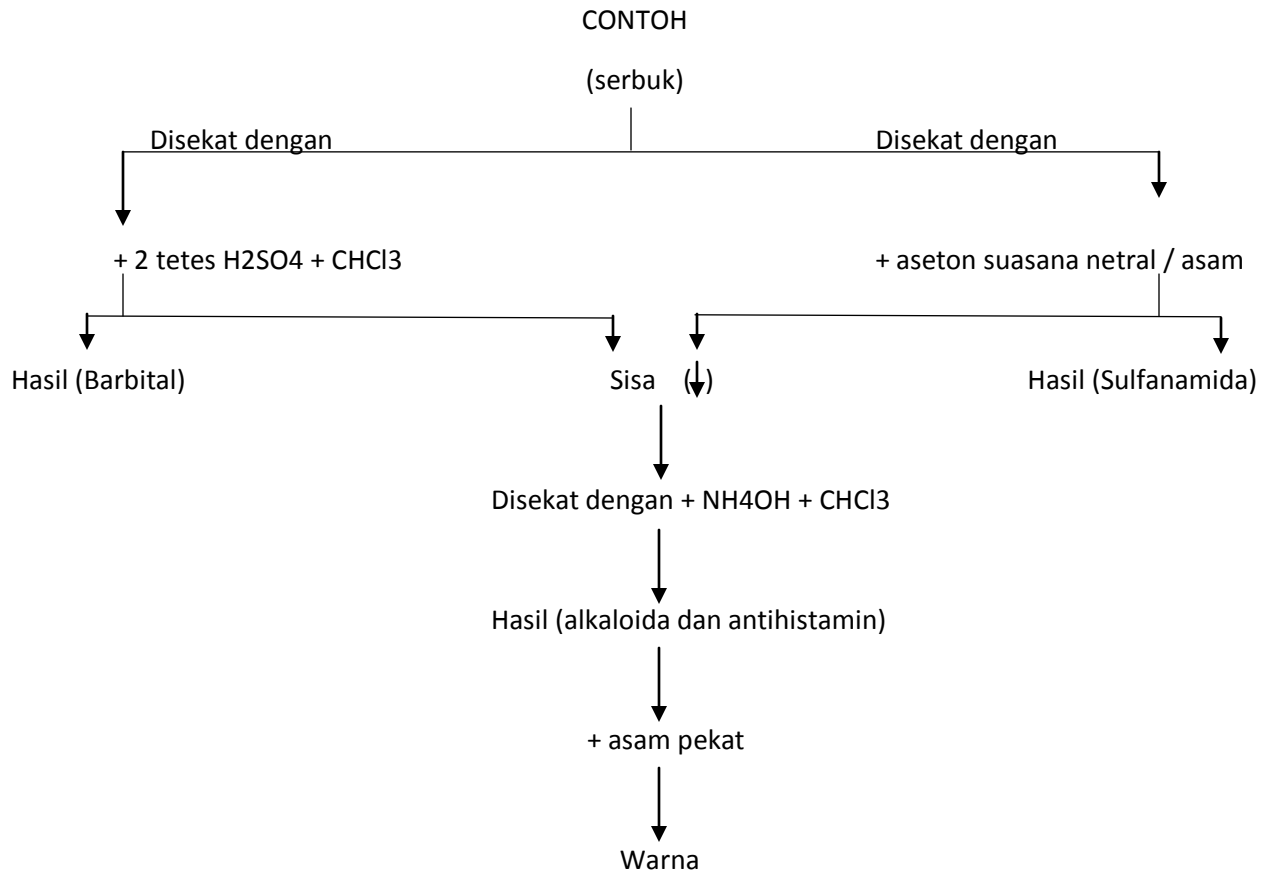 CONTOH
(serbuk)
Disekat dengan
Disekat dengan
+ 2 tetes H2SO4 + CHCl3
+ aseton suasana netral / asam
Hasil (Barbital)
Sisa (↓)
Hasil (Sulfanamida)
Disekat dengan + NH4OH + CHCl3
Hasil (alkaloida dan antihistamin)
+ asam pekat
Warna